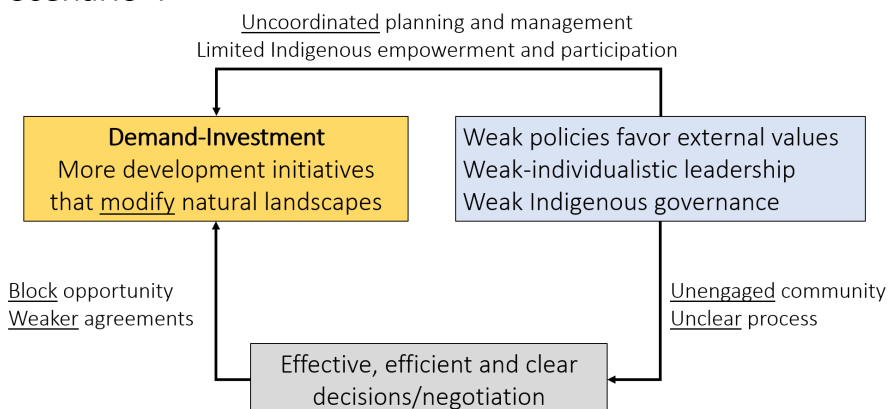 Uncoordinated planning and management
Limited Indigenous empowerment and participation
Demand-Investment
More development initiatives
that modify natural landscapes
Weak policies favor external values
Weak-individualistic leadership
Weak Indigenous governance
Block opportunity
Weaker agreements
Unengaged community
Unclear process
Effective, efficient and clear
decisions/negotiation